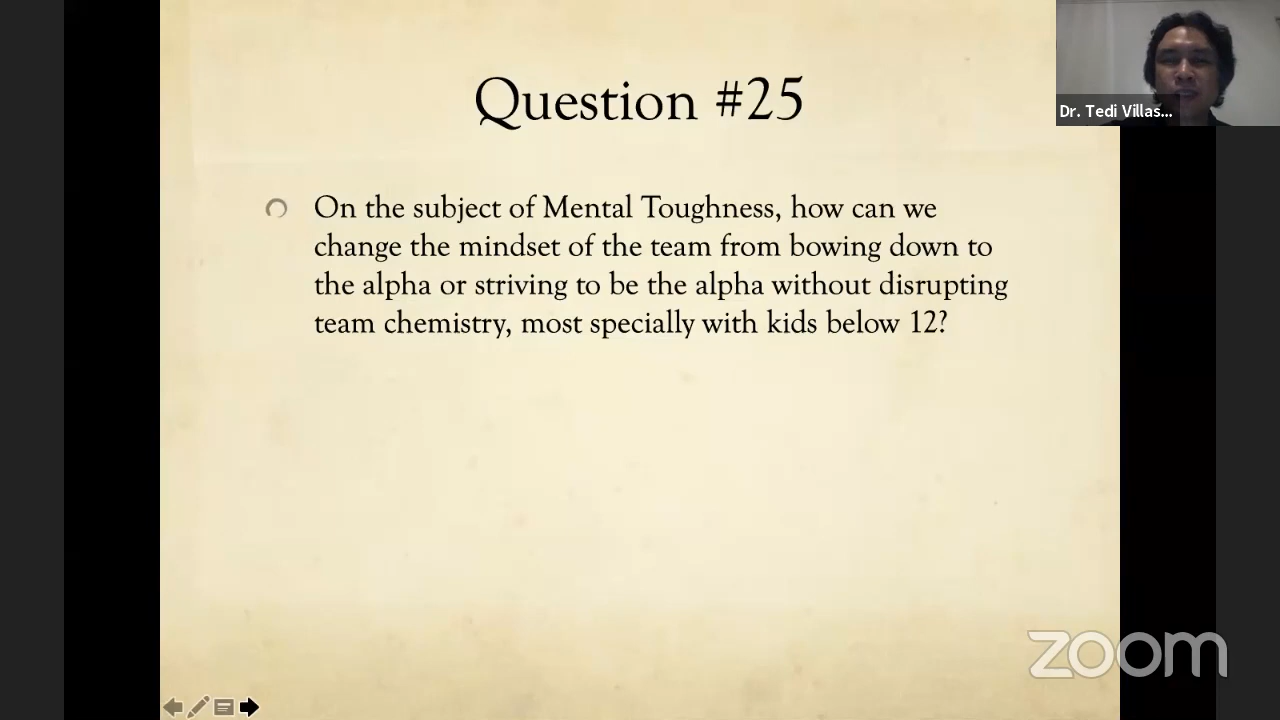 Question #25
Dr. Tedi Villas...
On the subject of Mental Toughness, how can we
change the mindset of the team from bowing down to
the alpha or striving to be the alpha without disrupting
team chemistry, most specially with kids below 12?
zoom